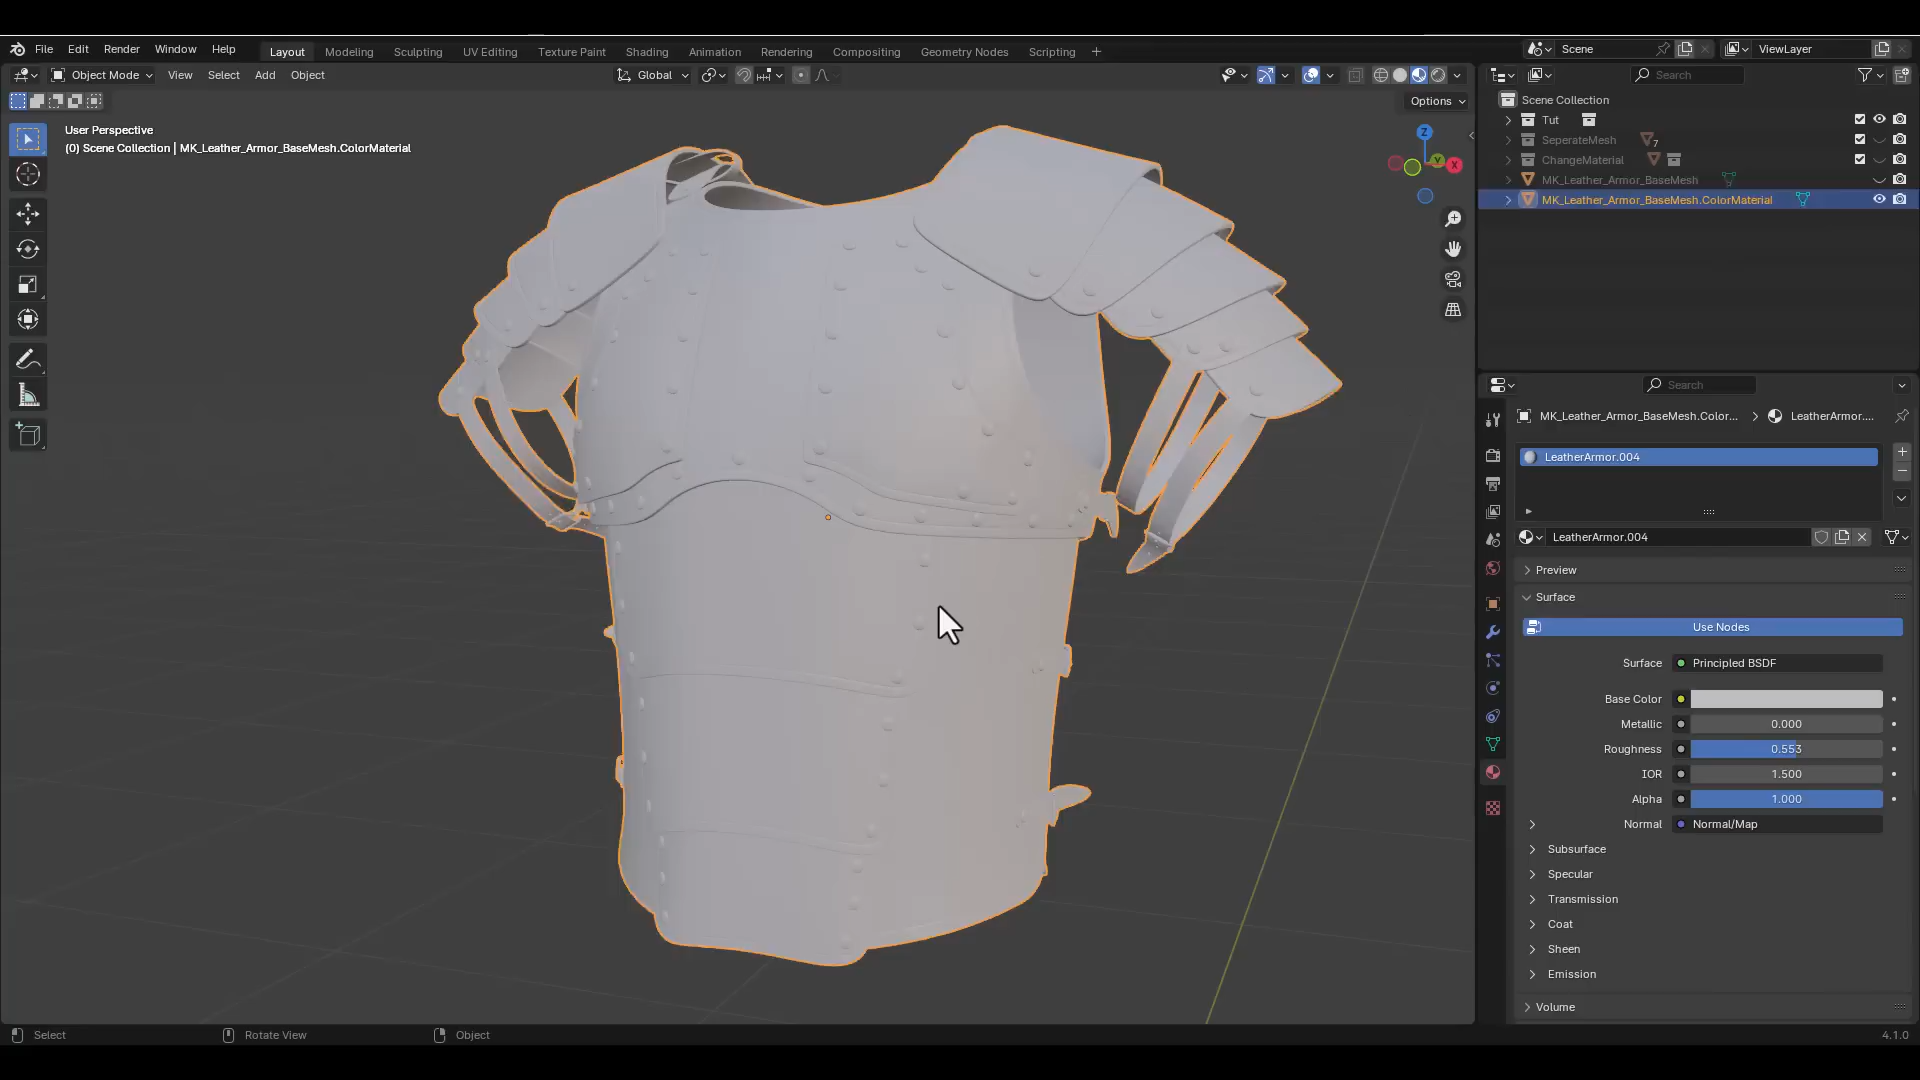 File Edit Render Window Help Layout Modeling Sculpting UV Editing Texture Paint Shading Animation Rendering Compositing Geometry Nodes Scripting + Scene ViewLayer
Object Mode View Select Add Object Global Search
Options
User Perspective
(0) Scene Collection | MK_Leather_Armor_BaseMesh.ColorMaterial
Z
Y
X
Scene Collection
Tut
SeperateMesh 7
ChangeMaterial
MK_Leather_Armor_BaseMesh
MK_Leather_Armor_BaseMesh.ColorMaterial
Search
MK_Leather_Armor_BaseMesh.Color... > LeatherArmor....
LeatherArmor.004
LeatherArmor.004
Preview
Surface
Use Nodes
Surface Principled BSDF
Base Color
Metallic 0.000
Roughness 0.553
IOR 1.500
Alpha 1.000
Normal Normal/Map
Subsurface
Specular
Transmission
Coat
Sheen
Emission
Volume
Select Rotate View Object 4.1.0